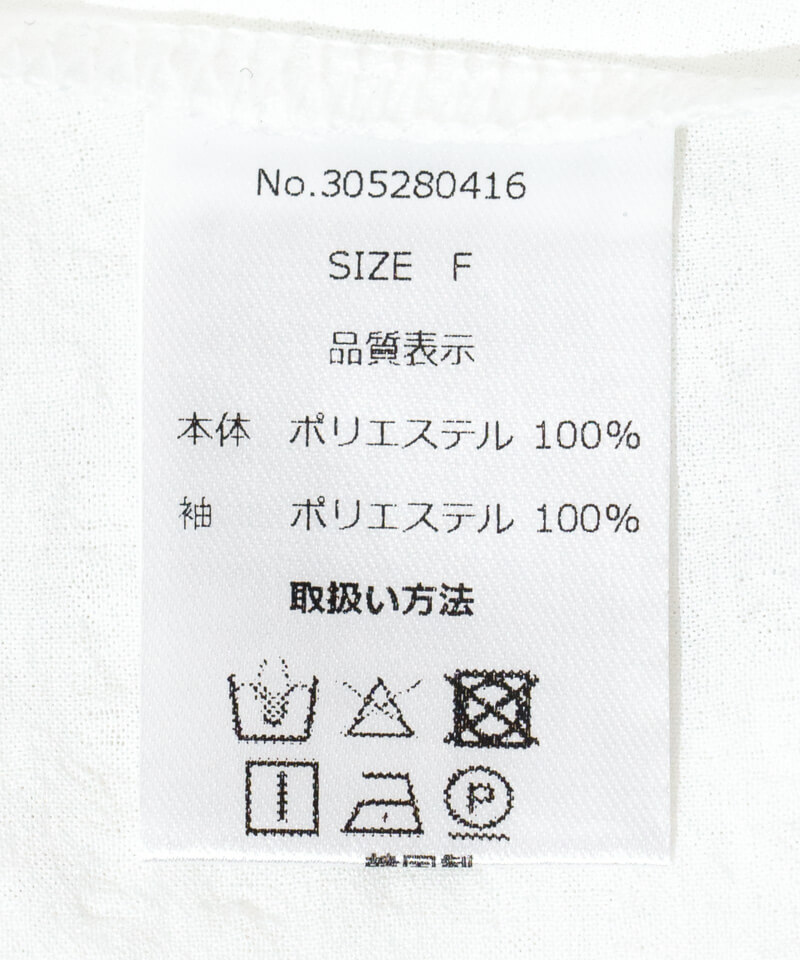 No.305280416
SIZE F
品質表示
本体 ポリエステル 100%
袖 ポリエステル 100%
取扱い方法
P